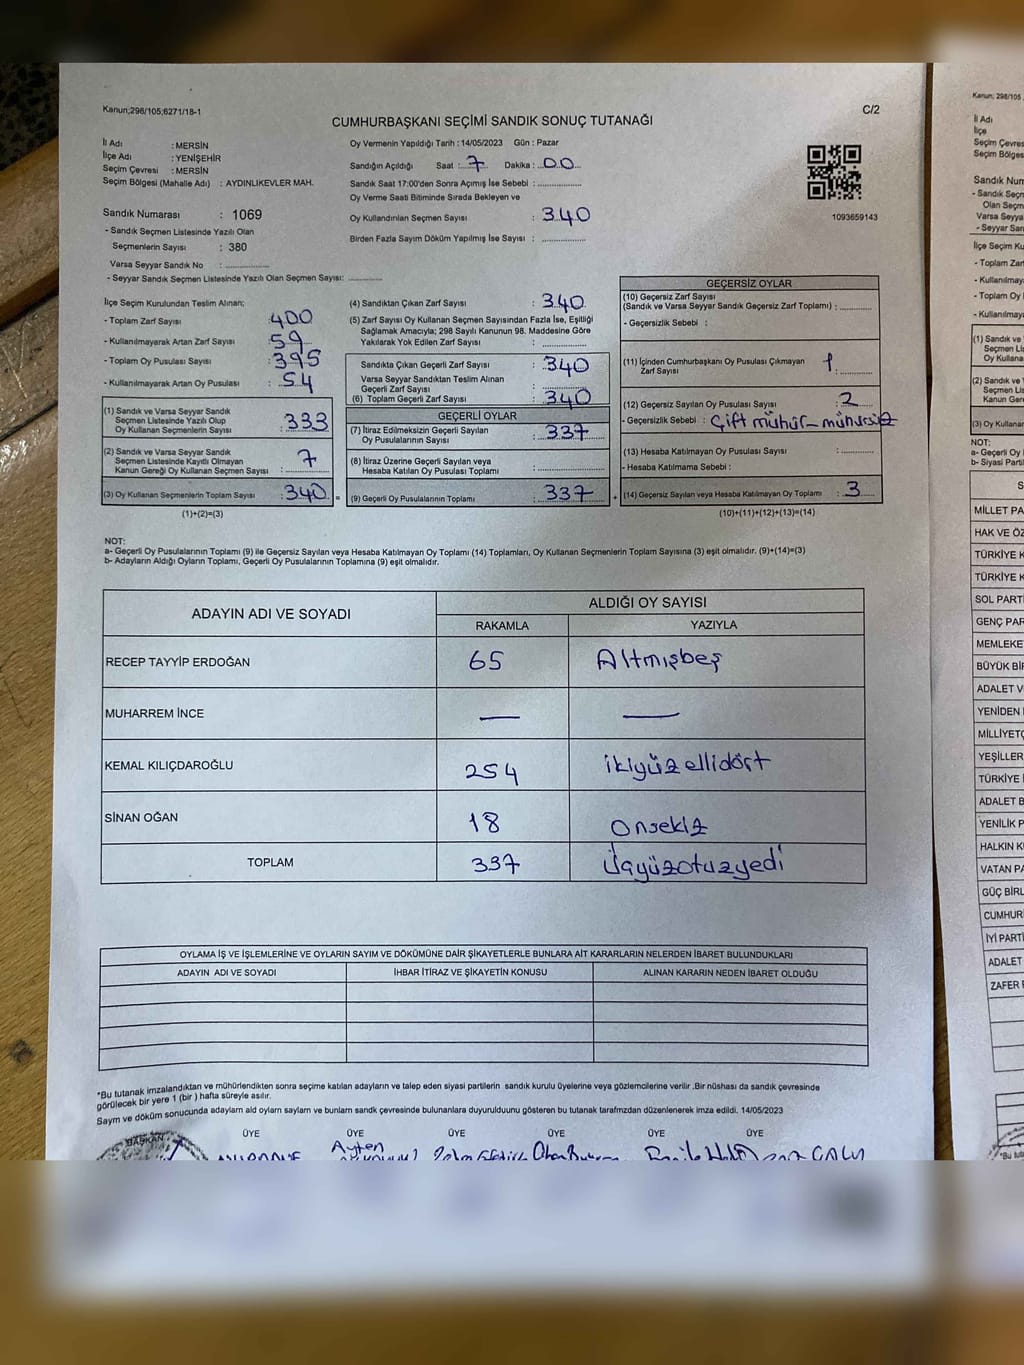 Kanun;298/105;6271/18-1
C/2
CUMHURBAŞKANI SEÇİMİ SANDIK SONUÇ TUTANAĞI
İl Adı : MERSİN
İlçe Adı : YENİŞEHİR
Seçim Çevresi : MERSİN
Seçim Bölgesi (Mahalle Adı) : AYDINLIKEVLER MAH.
Sandık Numarası : 1069
- Sandık Seçmen Listesinde Yazılı Olan
Seçmenlerin Sayısı : 380
Varsa Seyyar Sandık No : ..............
- Seyyar Sandık Seçmen Listesinde Yazılı Olan Seçmen Sayısı: ............
Oy Vermenin Yapıldığı Tarih : 14/05/2023 Gün : Pazar
Sandığın Açıldığı Saat : 7 Dakika : 00
Sandık Saat 17:00'den Sonra Açımış İse Sebebi : ..............
Oy Verme Saati Bitiminde Sırada Bekleyen ve
Oy Kullandırılan Seçmen Sayısı : 340
Birden Fazla Sayım Döküm Yapılmış İse Sayısı : ..............
1093659143
İlçe Seçim Kurulundan Teslim Alınan;
- Toplam Zarf Sayısı : 400
- Kullanılmayarak Artan Zarf Sayısı : 59
- Toplam Oy Pusulası Sayısı : 395
- Kullanılmayarak Artan Oy Pusulası : 54
(1) Sandık ve Varsa Seyyar Sandık
Seçmen Listesinde Yazılı Olup
Oy Kullanan Seçmenlerin Sayısı : 333
(2) Sandık ve Varsa Seyyar Sandık
Seçmen Listesinde Kayıtlı Olmayan
Kanun Gereği Oy Kullanan Seçmen Sayısı : 7
(3) Oy Kullanan Seçmenlerin Toplam Sayısı : 340 =
(1)+(2)=(3)
(4) Sandıktan Çıkan Zarf Sayısı : 340
(5) Zarf Sayısı Oy Kullanan Seçmen Sayısından Fazla İse, Eşitliği
Sağlamak Amacıyla; 298 Sayılı Kanunun 98. Maddesine Göre
Yakılarak Yok Edilen Zarf Sayısı : ..............
Sandıkta Çıkan Geçerli Zarf Sayısı : 340
Varsa Seyyar Sandıktan Teslim Alınan
Geçerli Zarf Sayısı : ..............
(6) Toplam Geçerli Zarf Sayısı : 340
GEÇERLİ OYLAR
(7) İtiraz Edilmeksizin Geçerli Sayılan
Oy Pusulalarının Sayısı : 337
(8) İtiraz Üzerine Geçerli Sayılan veya
Hesaba Katılan Oy Pusulası Toplamı : ..............
(9) Geçerli Oy Pusulalarının Toplamı : 337 +
GEÇERSİZ OYLAR
(10) Geçersiz Zarf Sayısı
(Sandık ve Varsa Seyyar Sandık Geçersiz Zarf Toplamı) : ..........
- Geçersizlik Sebebi :
(11) İçinden Cumhurbaşkanı Oy Pusulası Çıkmayan
Zarf Sayısı : 1
(12) Geçersiz Sayılan Oy Pusulası Sayısı : 2
- Geçersizlik Sebebi : Çift mühür - mühürsüz
(13) Hesaba Katılmayan Oy Pusulası Sayısı : ..........
- Hesaba Katılmama Sebebi :
(14) Geçersiz Sayılan veya Hesaba Katılmayan Oy Toplamı : 3
(10)+(11)+(12)+(13)=(14)
NOT:
a- Geçerli Oy Pusulalarının Toplamı (9) ile Geçersiz Sayılan veya Hesaba Katılmayan Oy Toplamı (14) Toplamları, Oy Kullanan Seçmenlerin Toplam Sayısına (3) eşit olmalıdır. (9)+(14)=(3)
b- Adayların Aldığı Oyların Toplamı, Geçerli Oy Pusulalarının Toplamına (9) eşit olmalıdır.
ADAYIN ADI VE SOYADI
ALDIĞI OY SAYISI
RAKAMLA YAZIYLA
RECEP TAYYİP ERDOĞAN 65 Altmışbeş
MUHARREM İNCE — —
KEMAL KILIÇDAROĞLU 254 ikiyüzellidört
SİNAN OĞAN 18 Onsekiz
TOPLAM 337 Üçyüzotuzyedi
OYLAMA İŞ VE İŞLEMLERİNE VE OYLARIN SAYIM VE DÖKÜMÜNE DAİR ŞİKAYETLERLE BUNLARA AİT KARARLARIN NELERDEN İBARET BULUNDUKLARI
ADAYIN ADI VE SOYADI İHBAR İTİRAZ VE ŞİKAYETİN KONUSU ALINAN KARARIN NEDEN İBARET OLDUĞU
*Bu tutanak imzalandıktan ve mühürlendikten sonra seçime katılan adayların ve talep eden siyasi partilerin sandık kurulu üyelerine veya gözlemcilerine verilir ,Bir nüshası da sandık çevresinde
görülecek bir yere 1 (bir ) hafta süreyle asılır.
Sayım ve döküm sonucunda adaylam ald oylarn saylam ve bunlam sandk çevresinde bulunanlara duyurulduunu gösteren bu tutanak tarafmzdan düzenlenerek imza edildi. 14/05/2023
BAŞKAN ÜYE ÜYE ÜYE ÜYE ÜYE ÜYE
Ayten
Kanun; 298/105
İl Adı
İlçe
Seçim Çevre
Seçim Bölges
Sandık Num
- Sandık Seç
Olan Seçm
Varsa Seyyar
- Seyyar San
İlçe Seçim Ku
- Toplam Zar
- Kullanılmay
- Toplam Oy
- Kullanılmaya
(1) Sandık ve
Seçmen Lis
Oy Kullana
(2) Sandık ve
Seçmen Lis
Kanun Gere
(3) Oy Kullanan
NOT:
a- Geçerli Oy
b- Siyasi Parti
S
MİLLET PA
HAK VE ÖZ
TÜRKİYE K
TÜRKİYE K
SOL PARTİ
GENÇ PAR
MEMLEKE
BÜYÜK BİR
ADALET V
YENİDEN
MİLLİYETÇ
YEŞİLLER
TÜRKİYE İ
ADALET B
YENİLİK P
HALKIN K
VATAN PA
GÜÇ BİRL
CUMHUR
İYİ PARTİ
ADALET
ZAFER
*Bu tuta